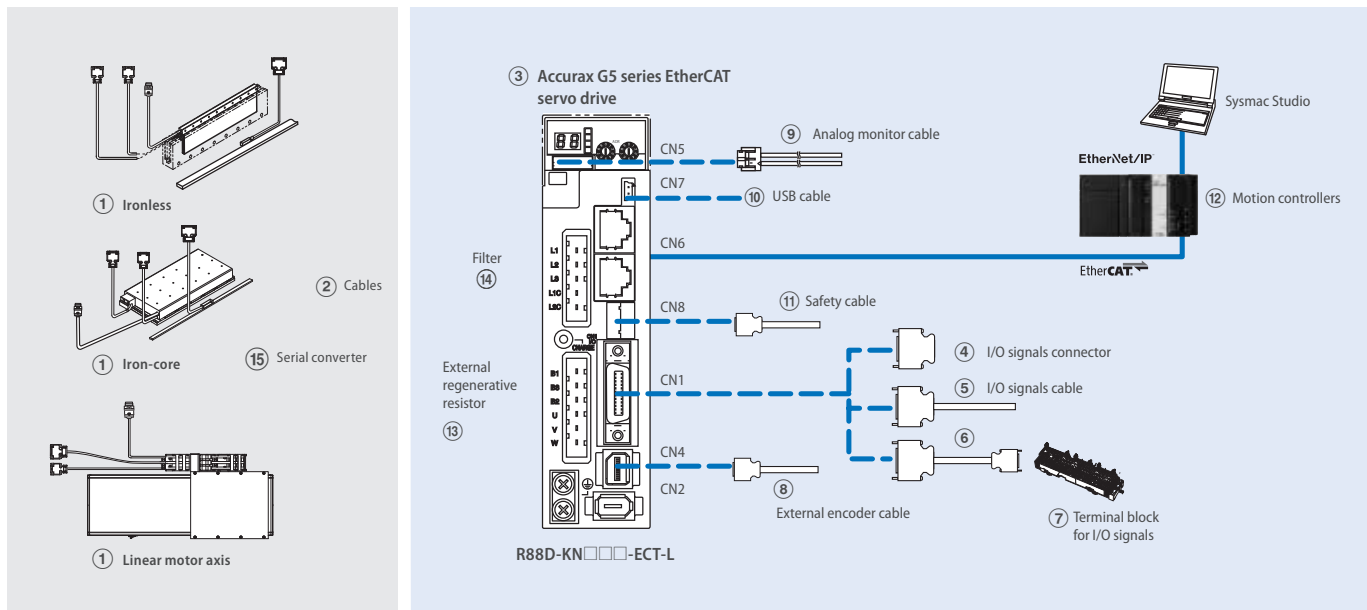 ① Ironless
① Iron-core
② Cables
⑮ Serial converter
① Linear motor axis
③ Accurax G5 series EtherCAT
servo drive
CN5
⑨ Analog monitor cable
CN7
⑩ USB cable
CN6
Filter
⑭
L1
L2
L3
L1C
L2C
CN8
⑪ Safety cable
CN1
I/O
CHARGE
External
regenerative
resistor
⑬
B1
B3
B2
U
V
W
CN1
④ I/O signals connector
⑤ I/O signals cable
⑥
⑦ Terminal block
for I/O signals
CN4
CN2
⑧
External encoder cable
R88D-KN□□□-ECT-L
Sysmac Studio
EtherNet/IP
⑫ Motion controllers
EtherCAT